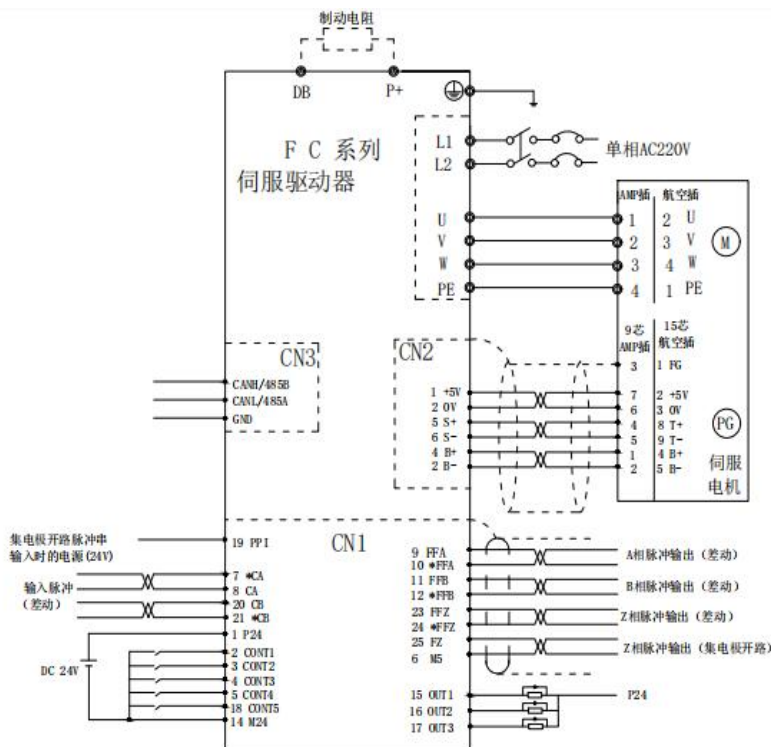 制动电阻
DB
P+
F C 系列
伺服驱动器
L1
L2
单相AC220V
U
V
W
PE
AMP插
航空插
1 2 U
2 3 V
3 4 W
4 1 PE
M
9芯
AMP插
15芯
航空插
3 1 FG
7 2 +5V
6 3 0V
4 8 T+
5 9 T-
1 4 B+
2 5 B-
PG
伺服
电机
CN3
CANH/485B
CANL/485A
GND
CN2
1 +5V
2 0V
5 S+
6 S-
4 B+
2 B-
CN1
集电极开路脉冲串
输入时的电源(24V)
19 PPI
输入脉冲
(差动)
7 *CA
8 CA
20 CB
21 *CB
1 P24
DC 24V
2 CONT1
3 CONT2
4 CONT3
5 CONT4
18 CONT5
14 M24
9 FFA
10 *FFA
A相脉冲输出(差动)
11 FFB
12 *FFB
B相脉冲输出(差动)
23 FFZ
24 *FFZ
Z相脉冲输出(差动)
25 FZ
6 M5
Z相脉冲输出(集电极开路)
15 OUT1
16 OUT2
17 OUT3
P24